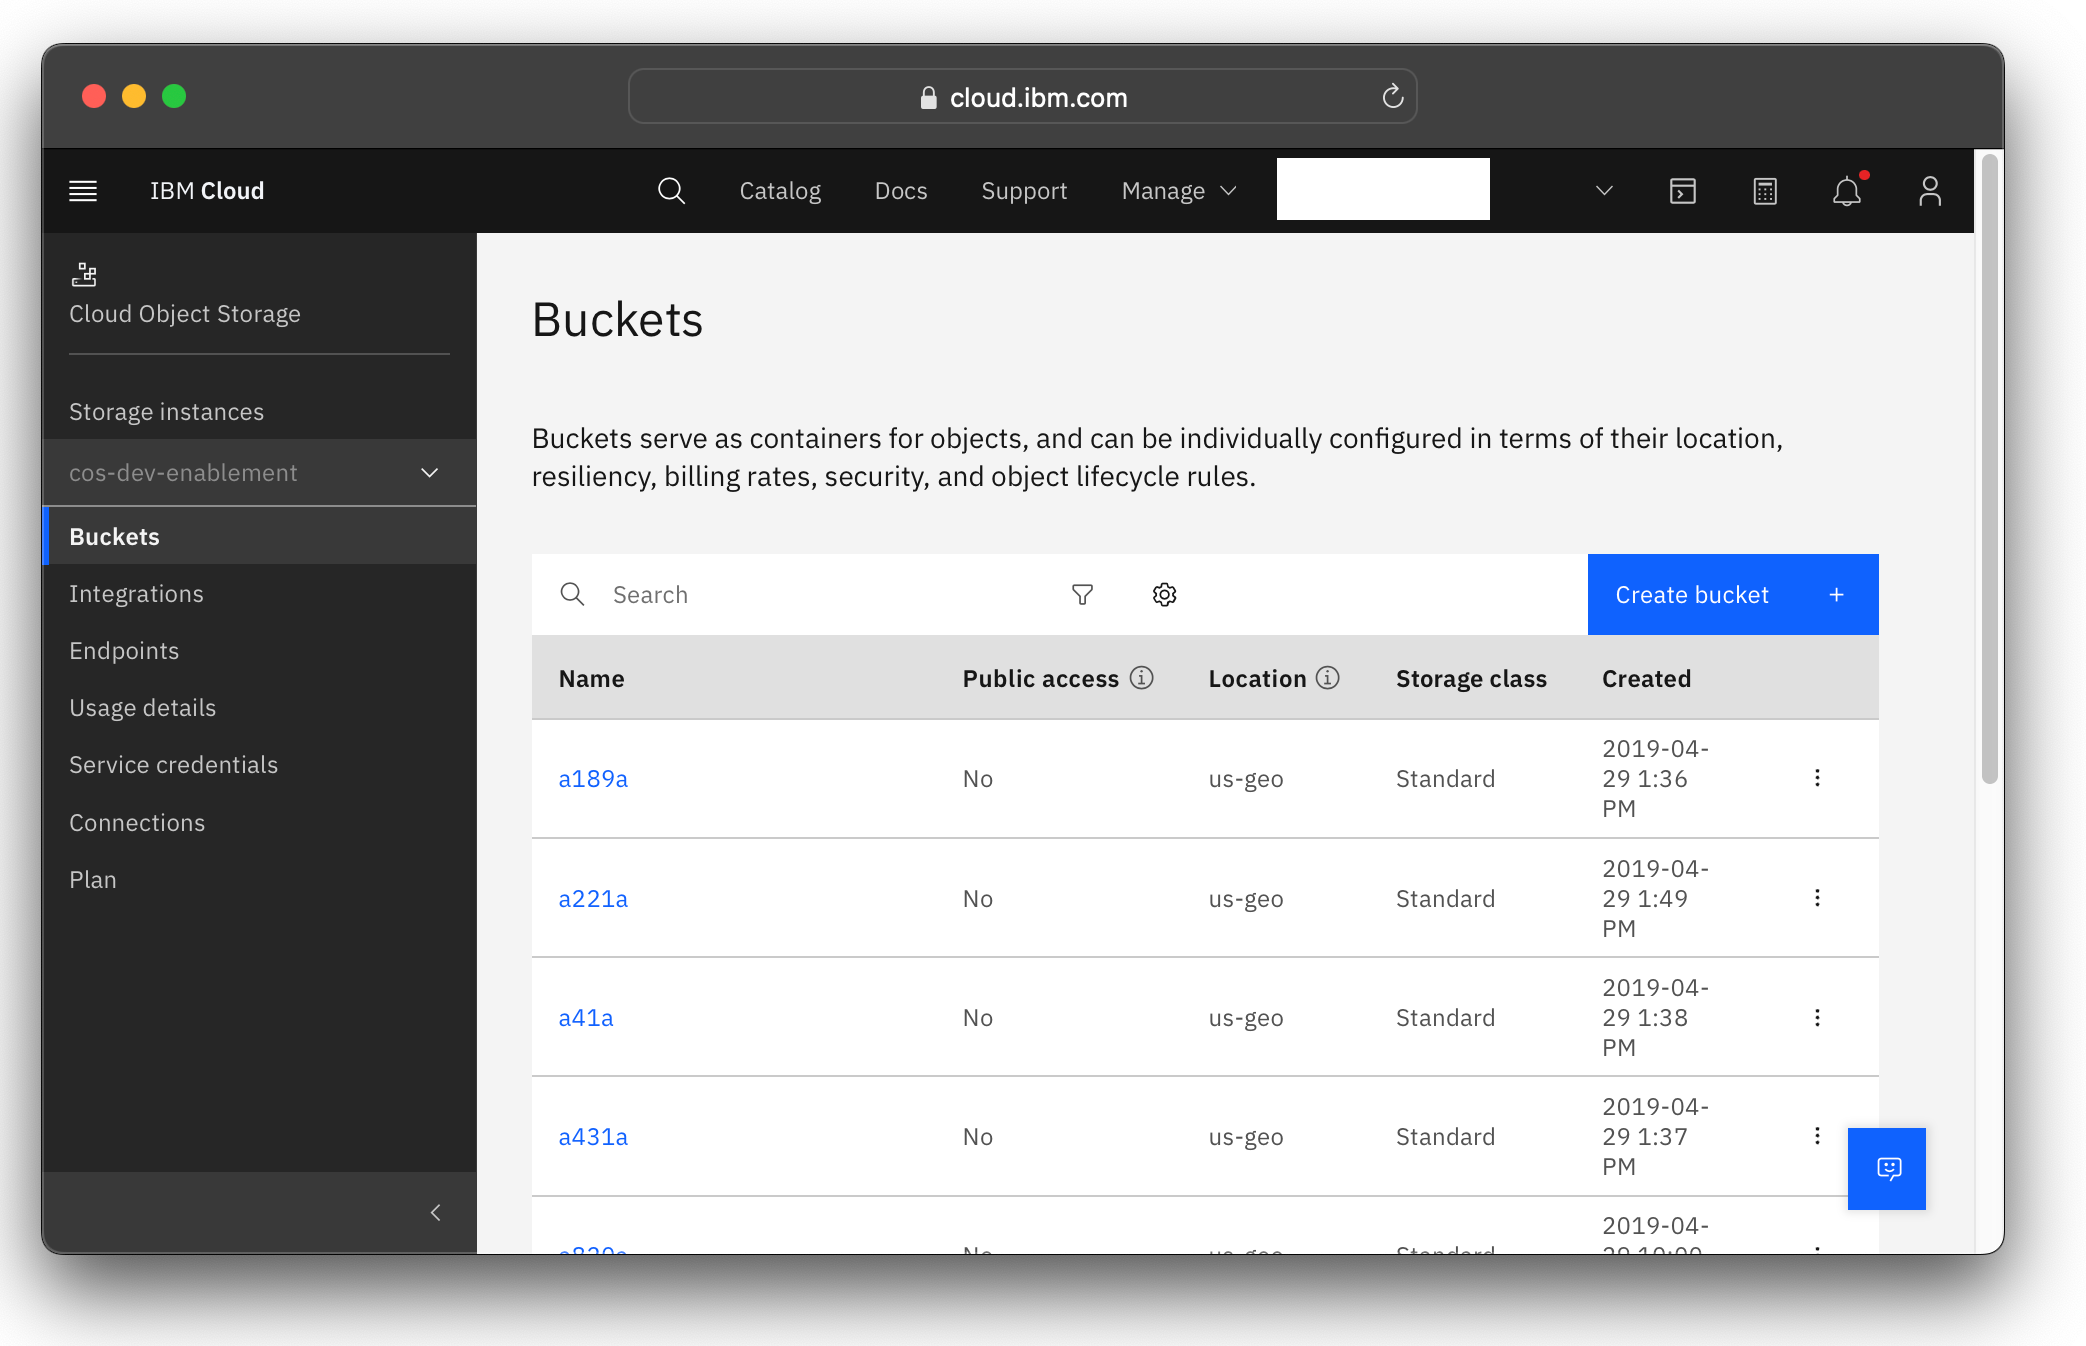 cloud.ibm.com
IBM Cloud
Catalog
Docs
Support
Manage
Cloud Object Storage
Storage instances
cos-dev-enablement
Buckets
Integrations
Endpoints
Usage details
Service credentials
Connections
Plan
Buckets
Buckets serve as containers for objects, and can be individually configured in terms of their location,
resiliency, billing rates, security, and object lifecycle rules.
Search
Create bucket +
Name Public access Location Storage class Created
a189a No us-geo Standard 2019-04-
29 1:36
PM
a221a No us-geo Standard 2019-04-
29 1:49
PM
a41a No us-geo Standard 2019-04-
29 1:38
PM
a431a No us-geo Standard 2019-04-
29 1:37
PM
No us-geo Standard 2019-04-